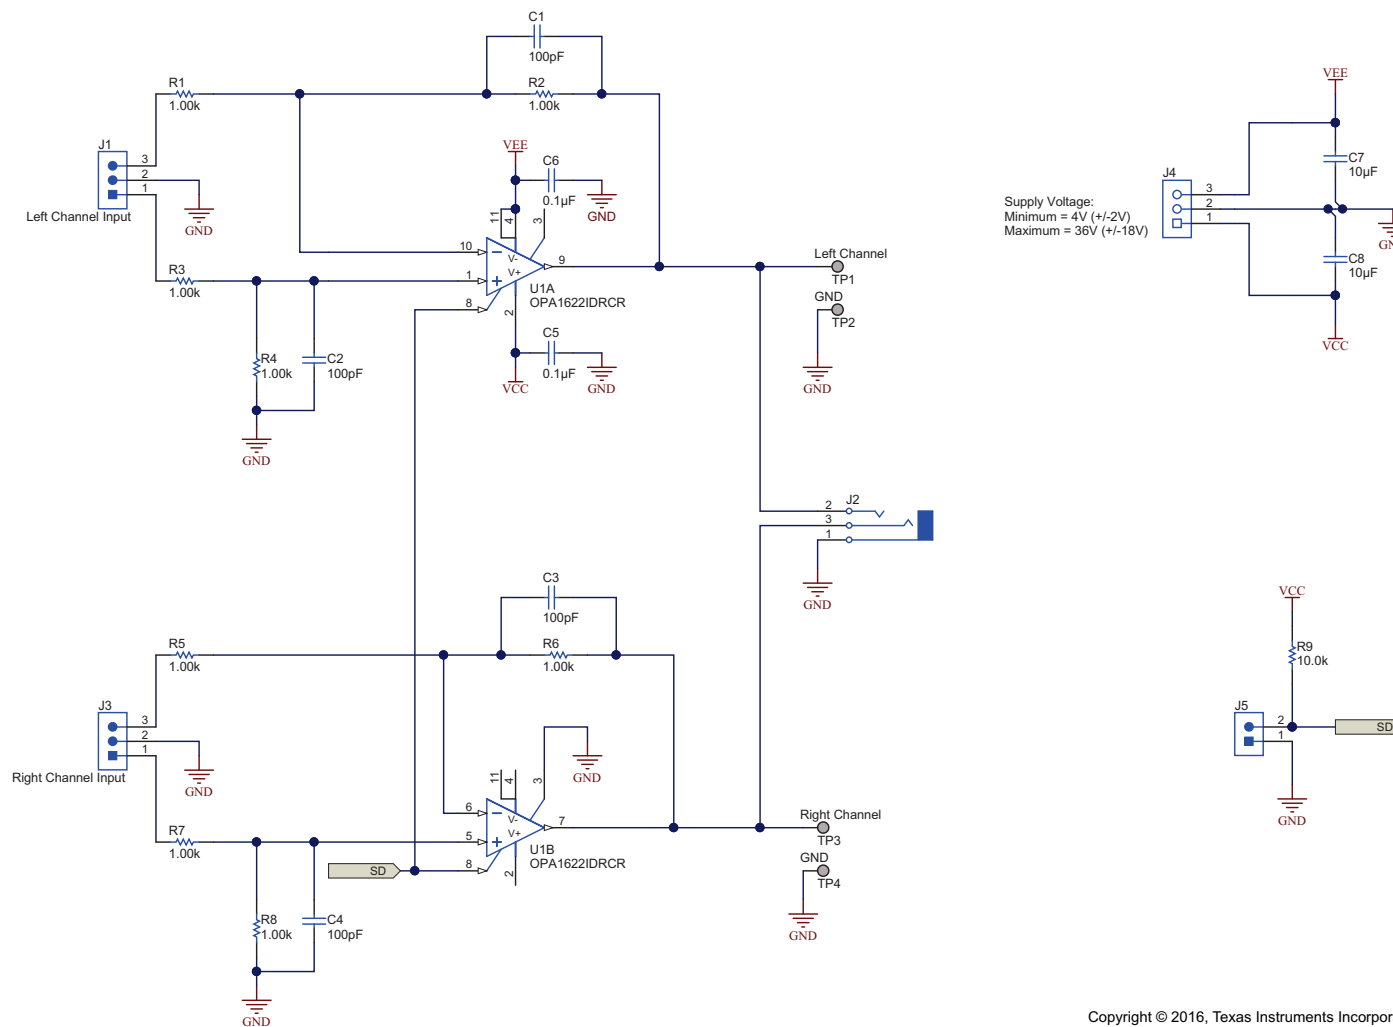 C1
100pF
R1
1.00k
R2
1.00k
VEE
C7
10µF
J1
3
2
1
Left Channel Input
GND
VEE
C6
0.1µF
GND
11
4
3
10
V-
V+
9
1
8
2
U1A
OPA1622IDRCR
R3
1.00k
Left Channel
TP1
GND
TP2
GND
J4
3
2
1
Supply Voltage:
Minimum = 4V (+/-2V)
Maximum = 36V (+/-18V)
GN
C8
10µF
VCC
C5
0.1µF
VCC
GND
R4
1.00k
C2
100pF
GND
J2
2
3
1
GND
C3
100pF
R5
1.00k
R6
1.00k
VCC
R9
10.0k
J5
2
1
SD
GND
J3
3
2
1
Right Channel Input
GND
GND
11
4
3
6
V-
V+
7
5
8
2
U1B
OPA1622IDRCR
R7
1.00k
SD
Right Channel
TP3
GND
TP4
GND
R8
1.00k
C4
100pF
GND
Copyright © 2016, Texas Instruments Incorpor